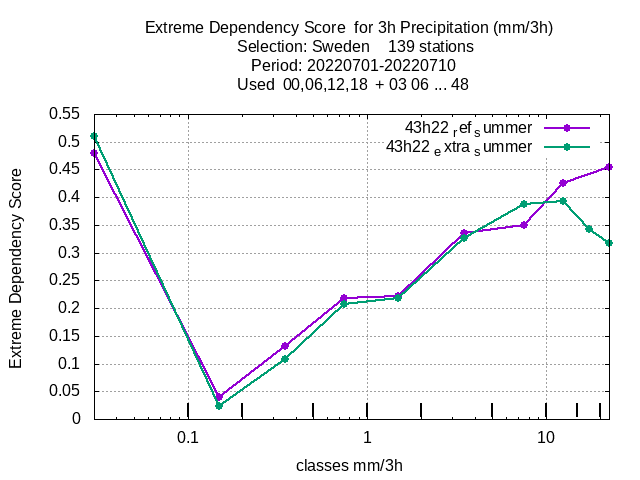 Extreme Dependency Score for 3h Precipitation (mm/3h)
Selection: Sweden 139 stations
Period: 20220701-20220710
Used 00,06,12,18 + 03 06 ... 48
43h22 ref summer
43h22 extra summer
Extreme Dependency Score
0.55
0.5
0.45
0.4
0.35
0.3
0.25
0.2
0.15
0.1
0.05
0
0.1 1 10
classes mm/3h